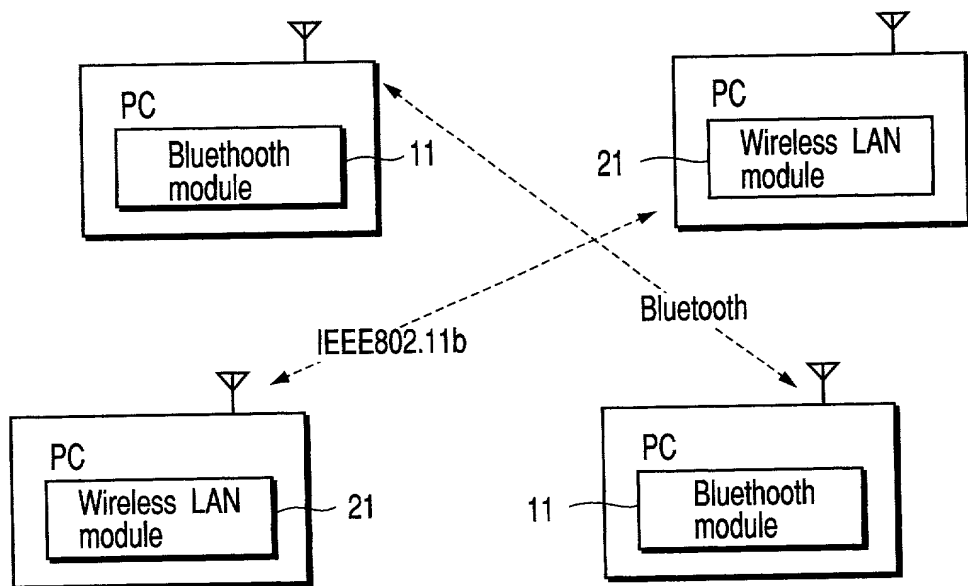 PC
Bluethooth
module
11
PC
Wireless LAN
module
21
Bluetooth
IEEE802.11b
PC
Wireless LAN
module
21
PC
Bluethooth
module
11